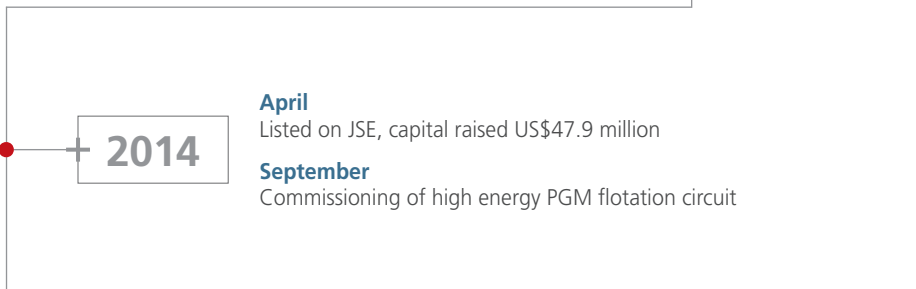 2014
April
Listed on JSE, capital raised US$47.9 million
September
Commissioning of high energy PGM flotation circuit